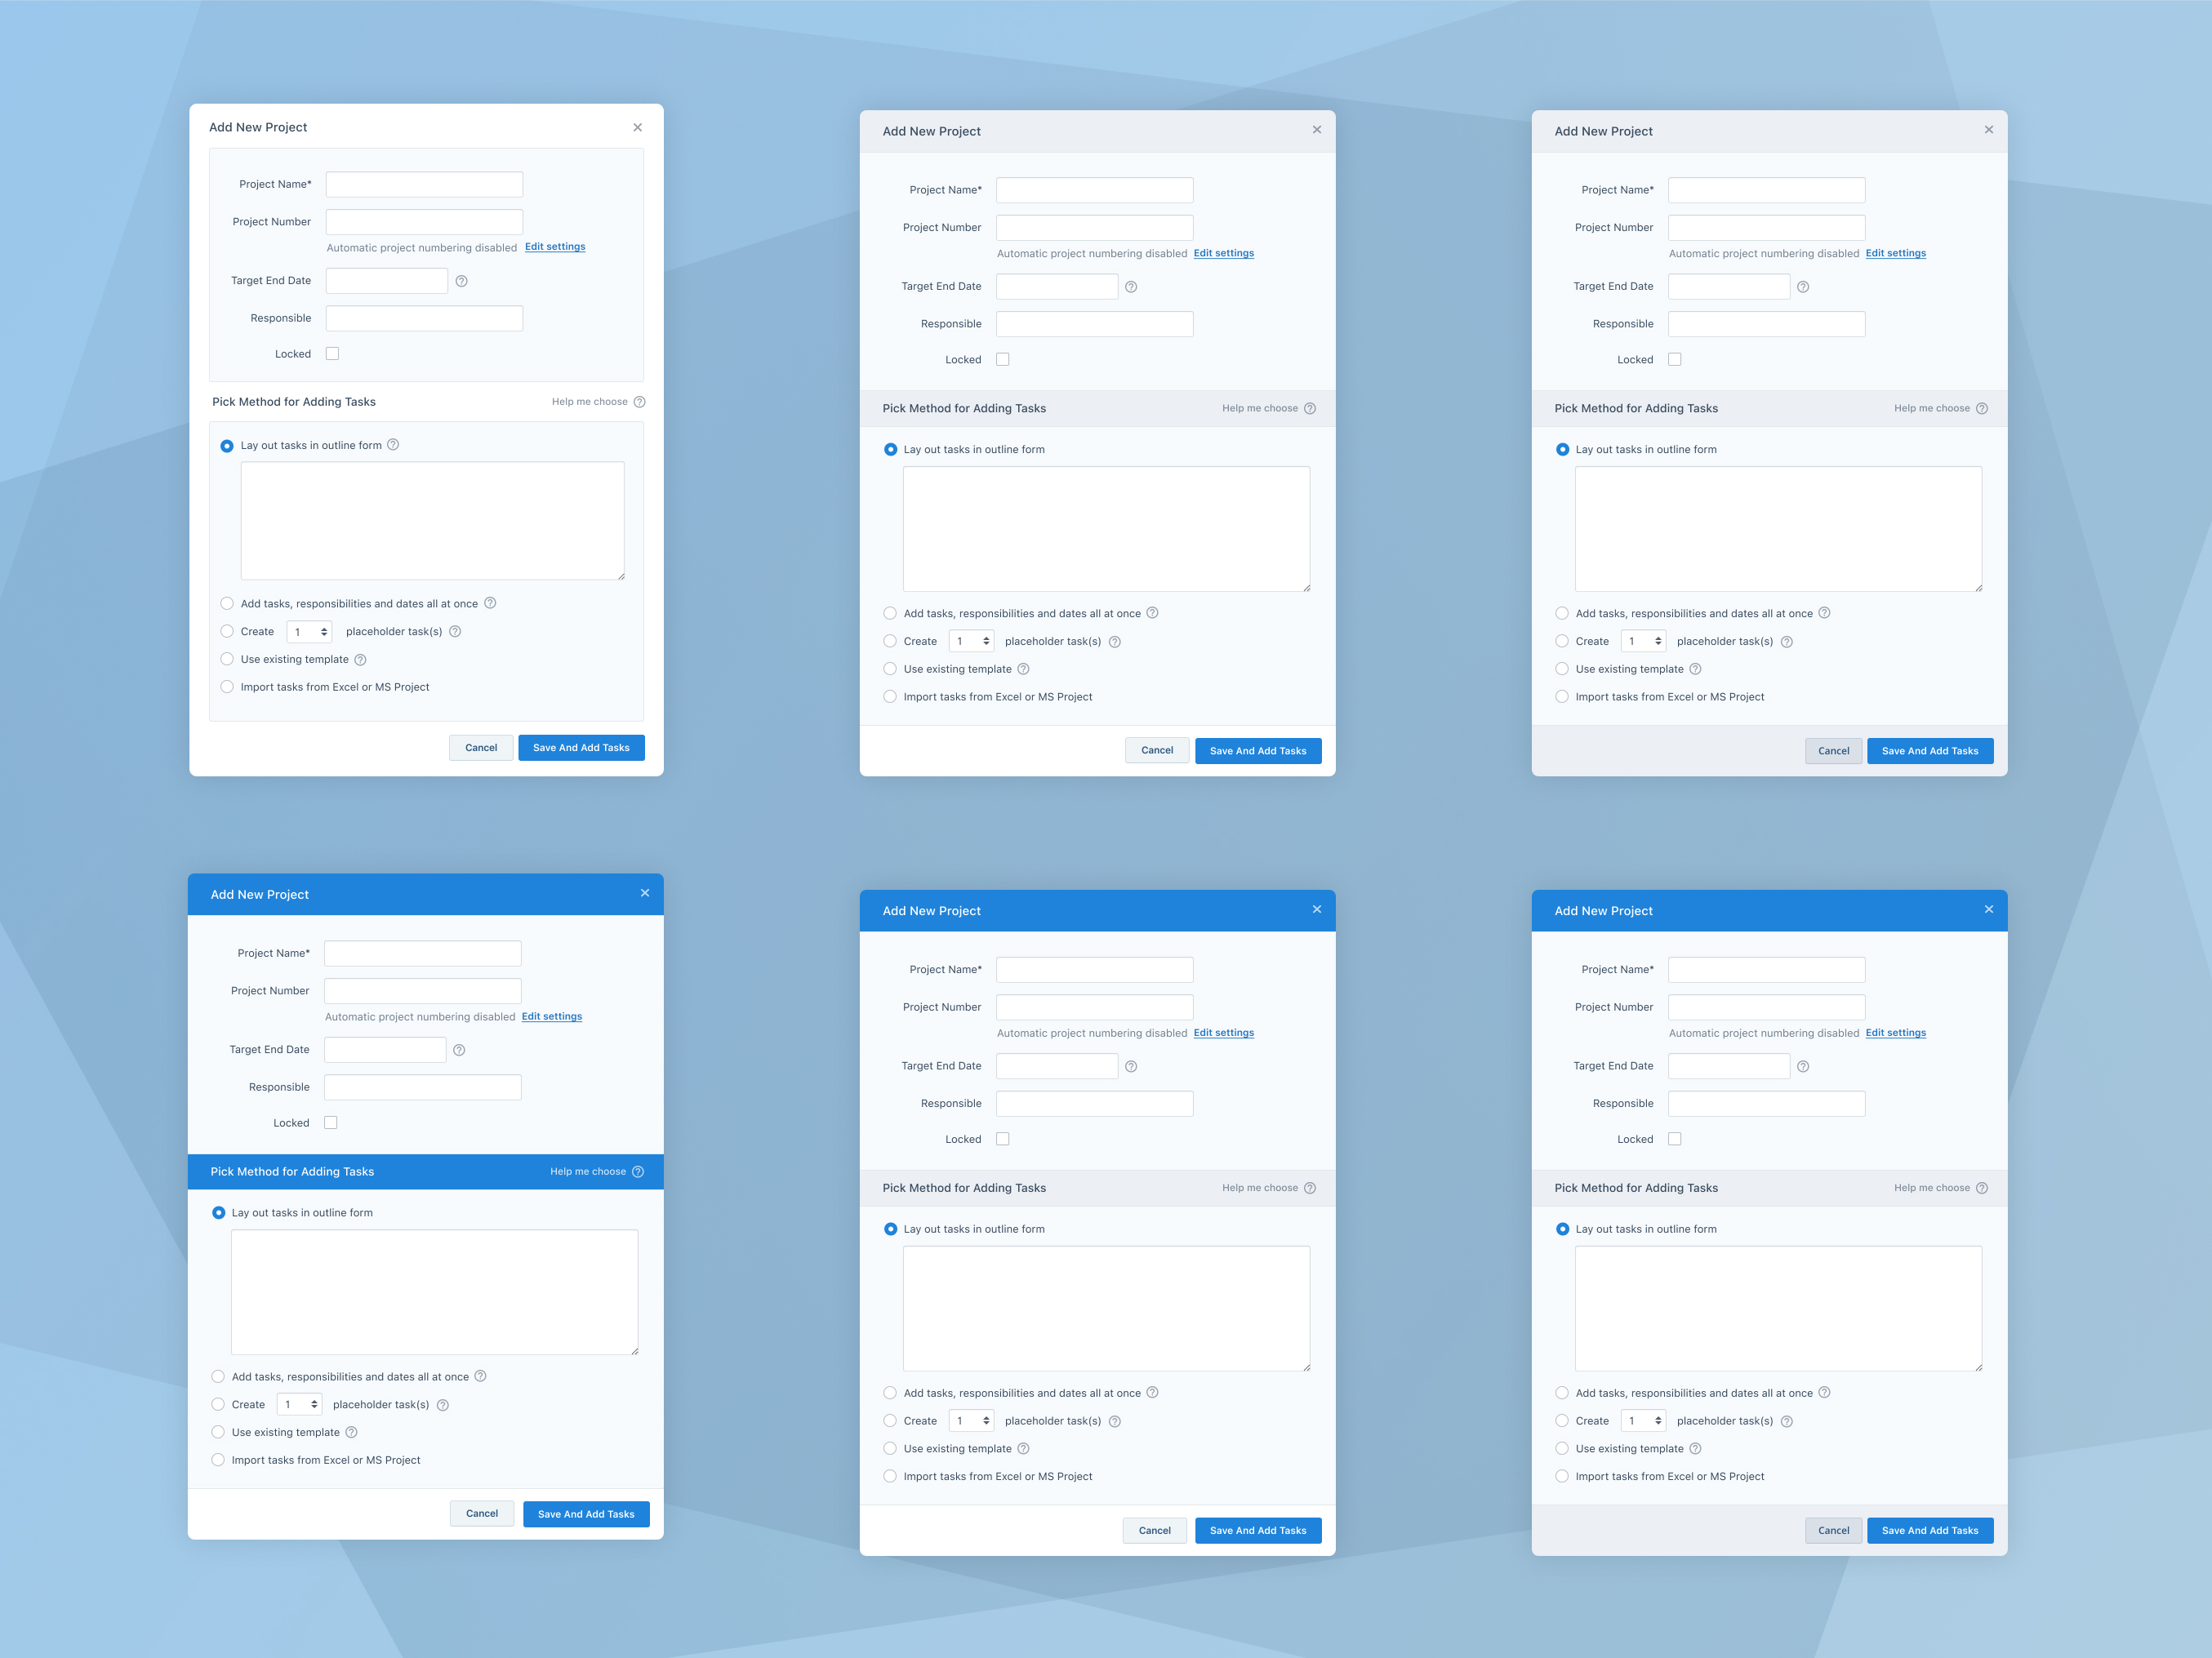 Add New Project
Project Name*
Project Number
Automatic project numbering disabled Edit settings
Target End Date
Responsible
Locked
Pick Method for Adding Tasks Help me choose ?
Lay out tasks in outline form ?
Add tasks, responsibilities and dates all at once ?
Create 1 placeholder task(s) ?
Use existing template ?
Import tasks from Excel or MS Project
Cancel Save And Add Tasks
Add New Project
Project Name*
Project Number
Automatic project numbering disabled Edit settings
Target End Date ?
Responsible
Locked
Pick Method for Adding Tasks Help me choose ?
Lay out tasks in outline form
Add tasks, responsibilities and dates all at once ?
Create 1 placeholder task(s) ?
Use existing template ?
Import tasks from Excel or MS Project
Cancel Save And Add Tasks
Add New Project
Project Name*
Project Number
Automatic project numbering disabled Edit settings
Target End Date ?
Responsible
Locked
Pick Method for Adding Tasks Help me choose ?
Lay out tasks in outline form
Add tasks, responsibilities and dates all at once ?
Create 1 placeholder task(s) ?
Use existing template ?
Import tasks from Excel or MS Project
Cancel Save And Add Tasks
Add New Project
Project Name*
Project Number
Automatic project numbering disabled Edit settings
Target End Date ?
Responsible
Locked
Pick Method for Adding Tasks Help me choose ?
Lay out tasks in outline form
Add tasks, responsibilities and dates all at once ?
Create 1 placeholder task(s) ?
Use existing template ?
Import tasks from Excel or MS Project
Cancel Save And Add Tasks
Add New Project
Project Name*
Project Number
Automatic project numbering disabled Edit settings
Target End Date ?
Responsible
Locked
Pick Method for Adding Tasks Help me choose ?
Lay out tasks in outline form
Add tasks, responsibilities and dates all at once ?
Create 1 placeholder task(s) ?
Use existing template ?
Import tasks from Excel or MS Project
Cancel Save And Add Tasks
Add New Project
Project Name*
Project Number
Automatic project numbering disabled Edit settings
Target End Date ?
Responsible
Locked
Pick Method for Adding Tasks Help me choose ?
Lay out tasks in outline form
Add tasks, responsibilities and dates all at once ?
Create 1 placeholder task(s) ?
Use existing template ?
Import tasks from Excel or MS Project
Cancel Save And Add Tasks